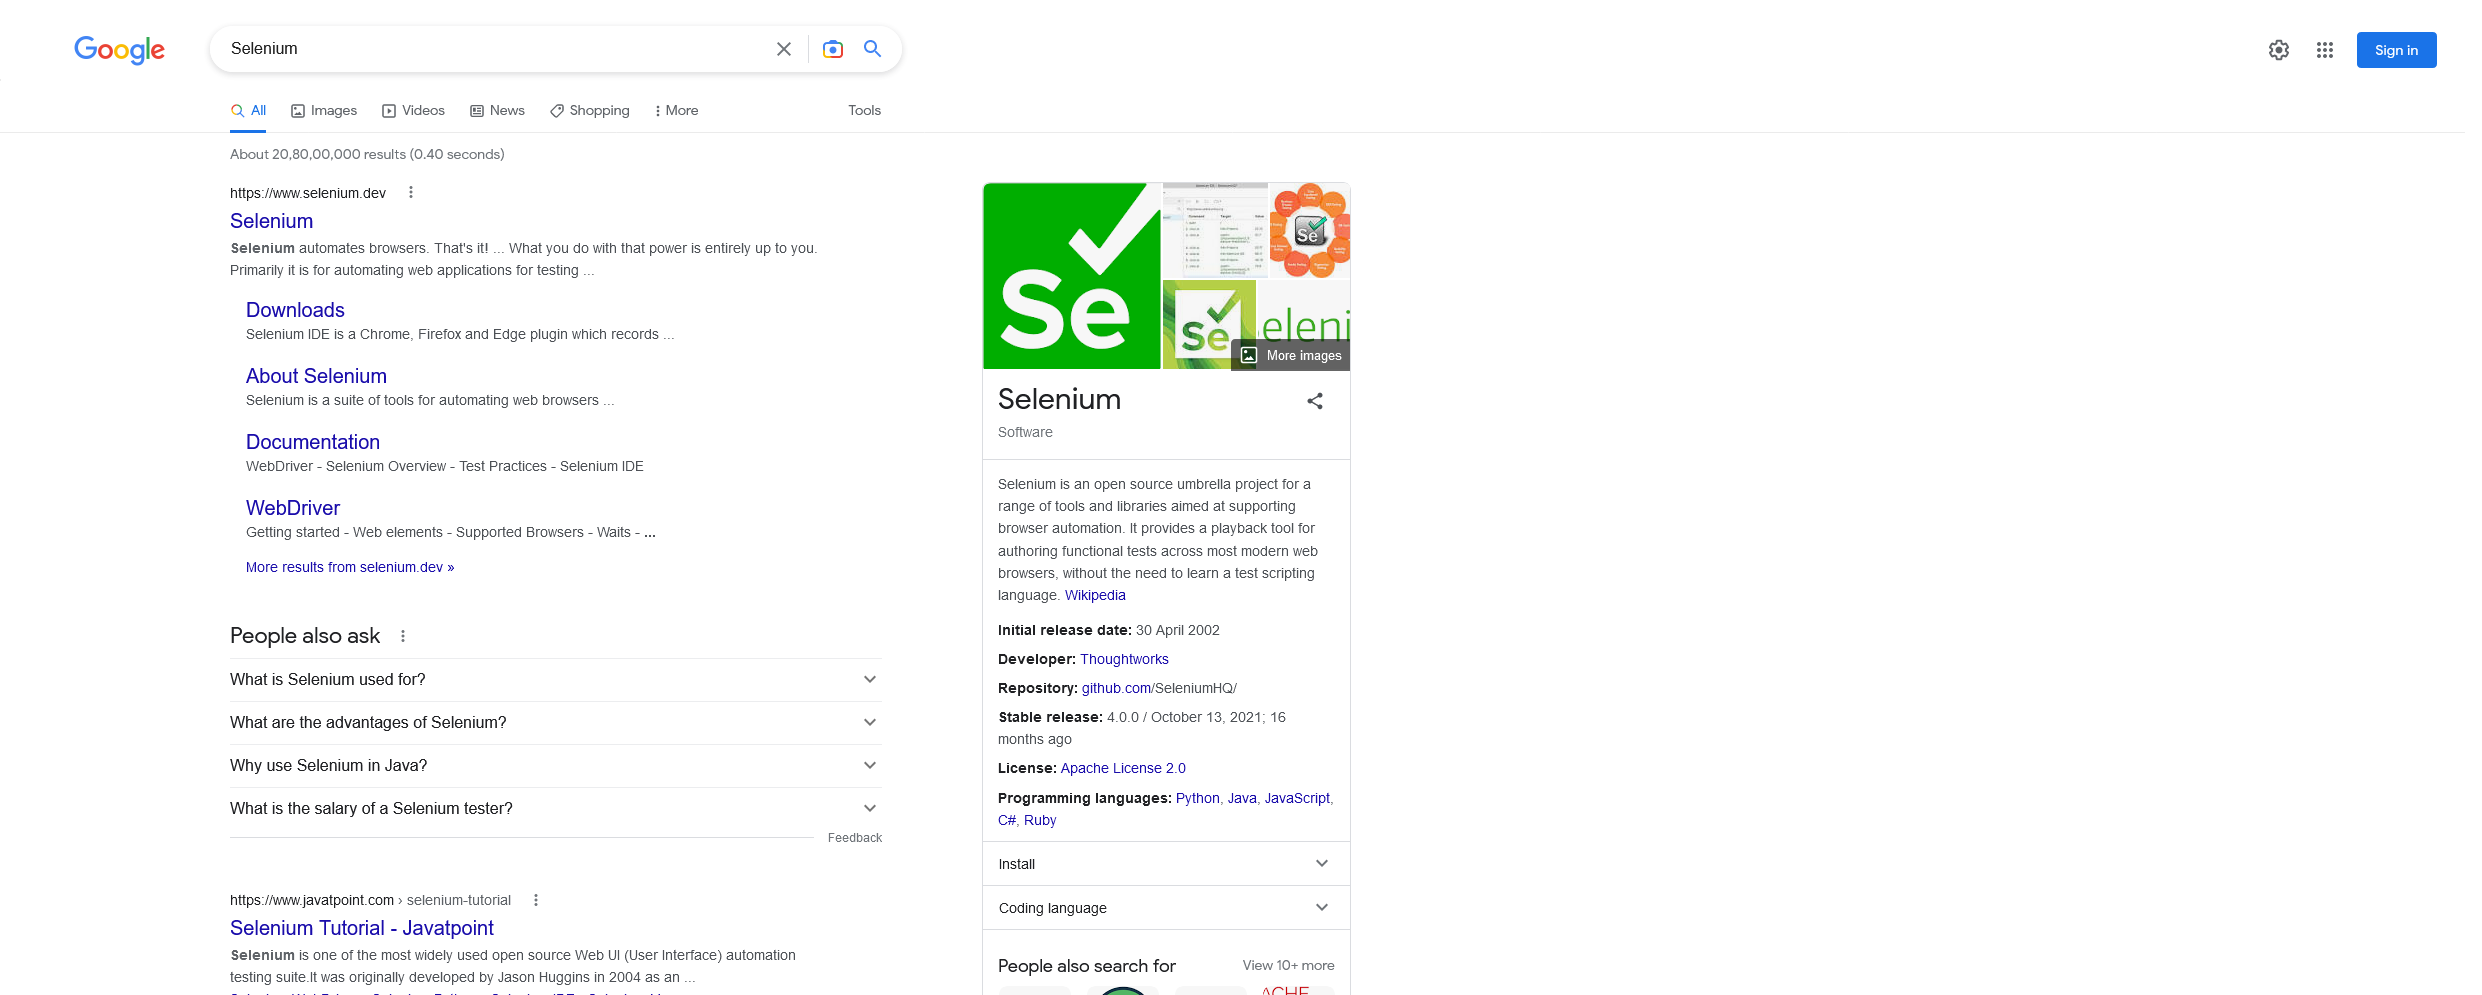 Google
Selenium
Sign in
All
Images
Videos
News
Shopping
More
Tools
About 20,80,00,000 results (0.40 seconds)
https://www.selenium.dev
Selenium
Selenium automates browsers. That's it! ... What you do with that power is entirely up to you.
Primarily it is for automating web applications for testing ...
Downloads
Selenium IDE is a Chrome, Firefox and Edge plugin which records ...
About Selenium
Selenium is a suite of tools for automating web browsers ...
Documentation
WebDriver - Selenium Overview - Test Practices - Selenium IDE
WebDriver
Getting started - Web elements - Supported Browsers - Waits - ...
More results from selenium.dev »
People also ask
What is Selenium used for?
What are the advantages of Selenium?
Why use Selenium in Java?
What is the salary of a Selenium tester?
Feedback
https://www.javatpoint.com › selenium-tutorial
Selenium Tutorial - Javatpoint
Selenium is one of the most widely used open source Web UI (User Interface) automation
testing suite.It was originally developed by Jason Huggins in 2004 as an ...
Se
Se
Se
eleni
More images
Selenium
Software
Selenium is an open source umbrella project for a
range of tools and libraries aimed at supporting
browser automation. It provides a playback tool for
authoring functional tests across most modern web
browsers, without the need to learn a test scripting
language. Wikipedia
Initial release date: 30 April 2002
Developer: Thoughtworks
Repository: github.com/SeleniumHQ/
Stable release: 4.0.0 / October 13, 2021; 16
months ago
License: Apache License 2.0
Programming languages: Python, Java, JavaScript,
C#, Ruby
Install
Coding language
People also search for
View 10+ more